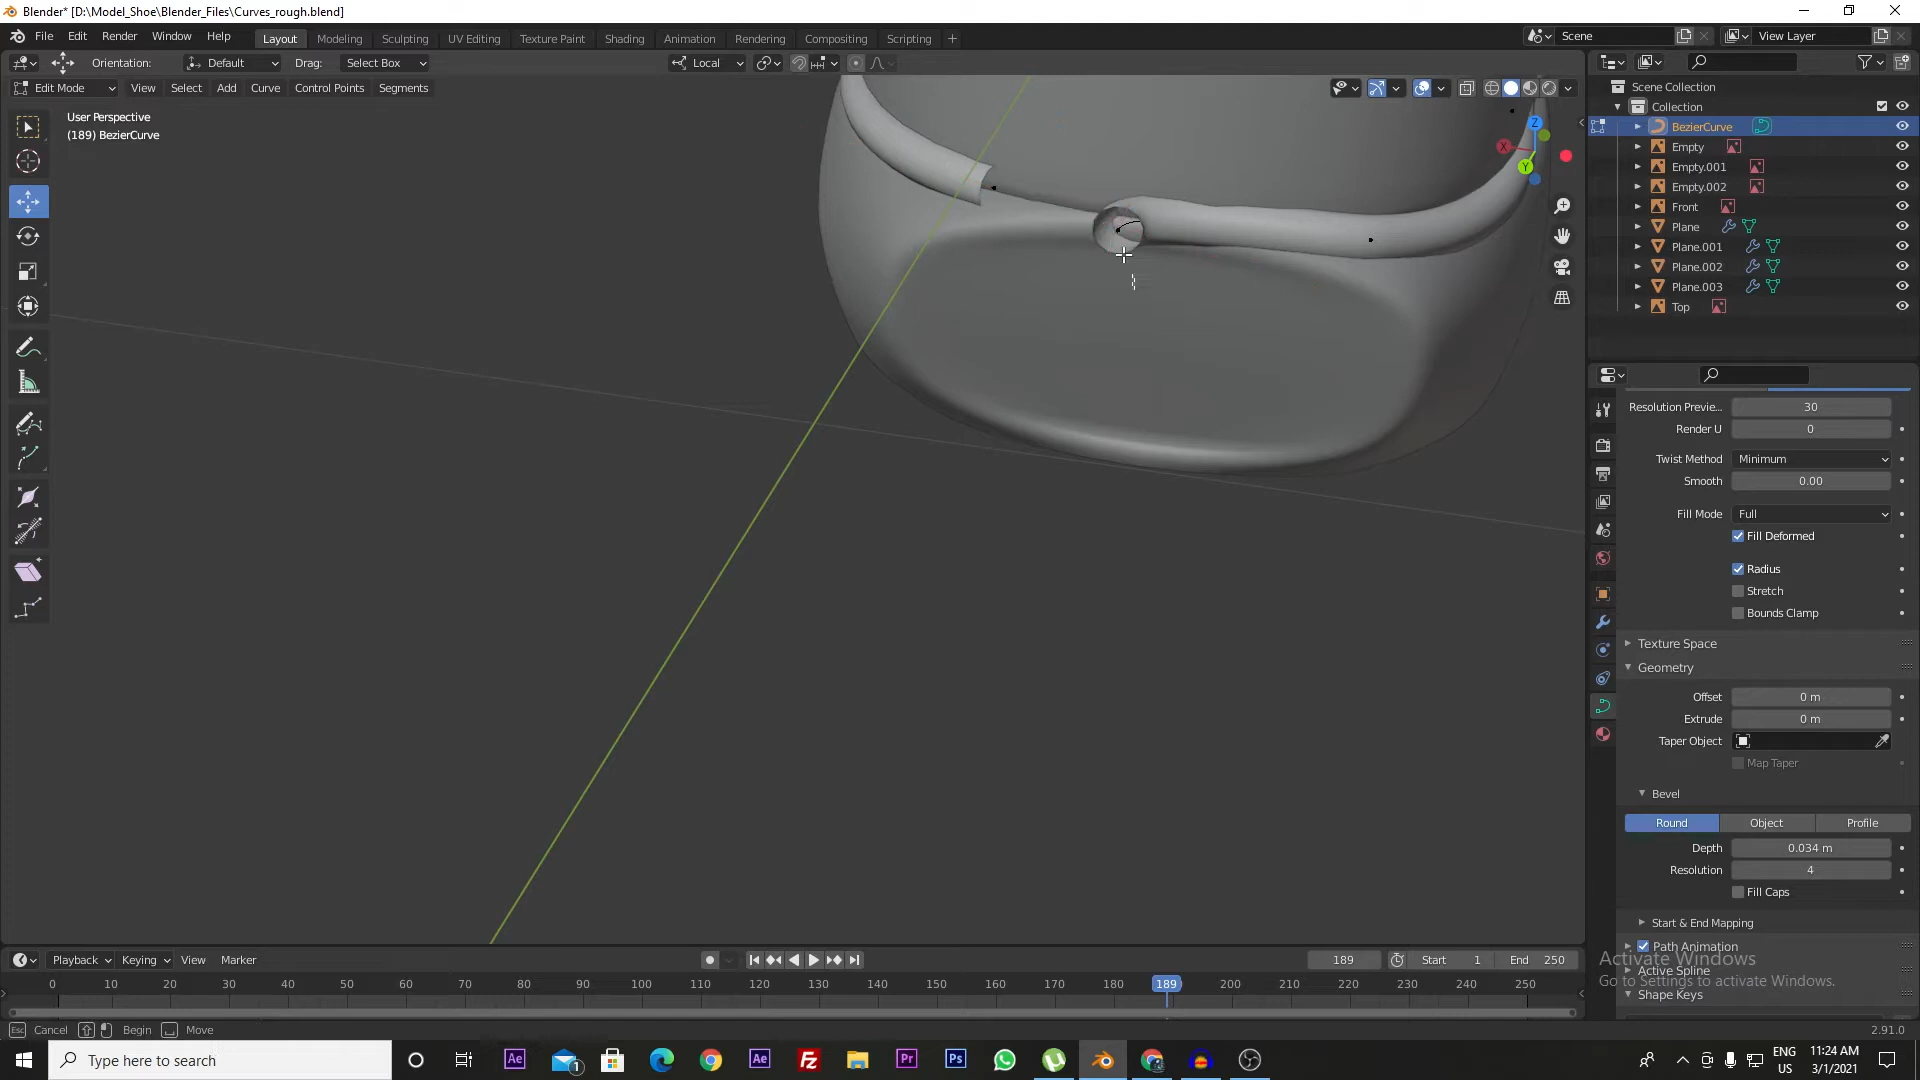 Blender* [D:\Model_Shoe\Blender_Files\Curves_rough.blend]
File Edit Render Window Help Layout Modeling Sculpting UV Editing Texture Paint Shading Animation Rendering Compositing Scripting + Scene View Layer
Orientation: Default Drag: Select Box Local
Edit Mode View Select Add Curve Control Points Segments
User Perspective
(189) BezierCurve
Z
X
Y
Scene Collection
Collection
BezierCurve
Empty
Empty.001
Empty.002
Front
Plane
Plane.001
Plane.002
Plane.003
Top
Resolution Previe... 30
Render U 0
Twist Method Minimum
Smooth 0.00
Fill Mode Full
Fill Deformed
Radius
Stretch
Bounds Clamp
Texture Space
Geometry
Offset 0 m
Extrude 0 m
Taper Object
Map Taper
Bevel
Round Object Profile
Depth 0.034 m
Resolution 4
Fill Caps
Start & End Mapping
Path Animation
Active Spline
Shape Keys
Activate Windows
Go to Settings to activate Windows.
Playback Keying View Marker 189 Start 1 End 250
0 10 20 30 40 50 60 70 80 90 100 110 120 130 140 150 160 170 180 189 200 210 220 230 240 250
Esc Cancel Begin Move 2.91.0
Type here to search Ae 1 Ae Fz Pr Ps ENG US 11:24 AM 3/1/2021